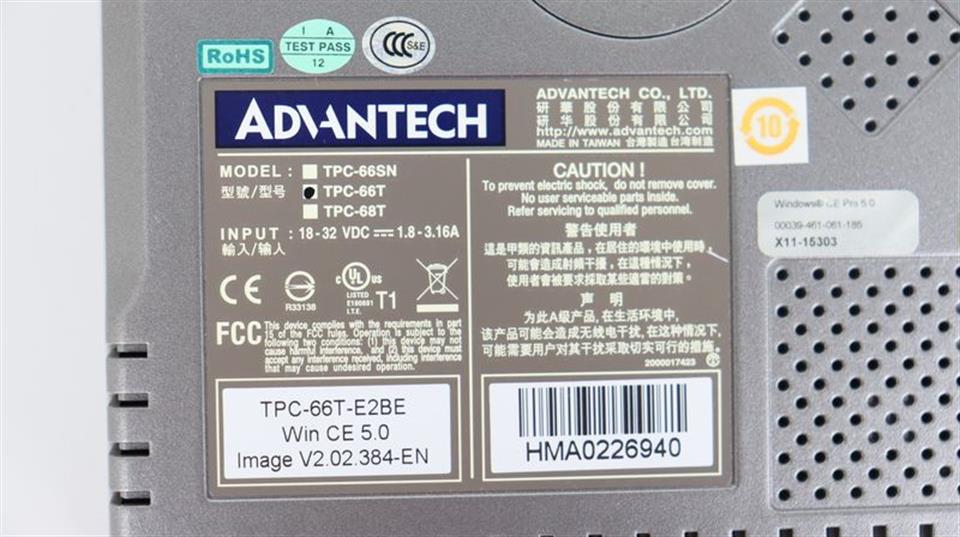 RoHS
I A
TEST PASS
12
CCC S&E
ADVANTECH
ADVANTECH CO., LTD.
研華股份有限公司
研华股份有限公司
http://www.advantech.com
MADE IN TAIWAN 台灣製造 台湾制造
10
MODEL : TPC-66SN
型號/型号 TPC-66T
TPC-68T
INPUT : 18-32 VDC 1.8-3.16A
輸入/输入
CAUTION !
To prevent electric shock, do not remove cover.
No user serviceable parts inside.
Refer servicing to qualified personnel.
警告使用者
這是甲類的資訊產品，在居住的環境中使用時，
可能會造成射頻干擾，在這種情況下，
使用者會被要求採取某些適當的對策。
声 明
为此A级产品，在生活环境中，
该产品可能会造成无线电干扰，在这种情况下，
可能需要用户对其干扰采取切实可行的措施。
2000017423
Windows® CE Pro 5.0
00039-461-061-185
X11-15303
CE
R33138
c UL us
LISTED
E180881
I.T.E.
T1
FCC This device complies with the requirements in part
15 of the FCC rules. Operation is subject to the
following two conditions: (1) this device may not
cause harmful interference, and (2) this device must
accept any interference received, including interference
that may cause undesired operation.
TPC-66T-E2BE
Win CE 5.0
Image V2.02.384-EN
HMA0226940